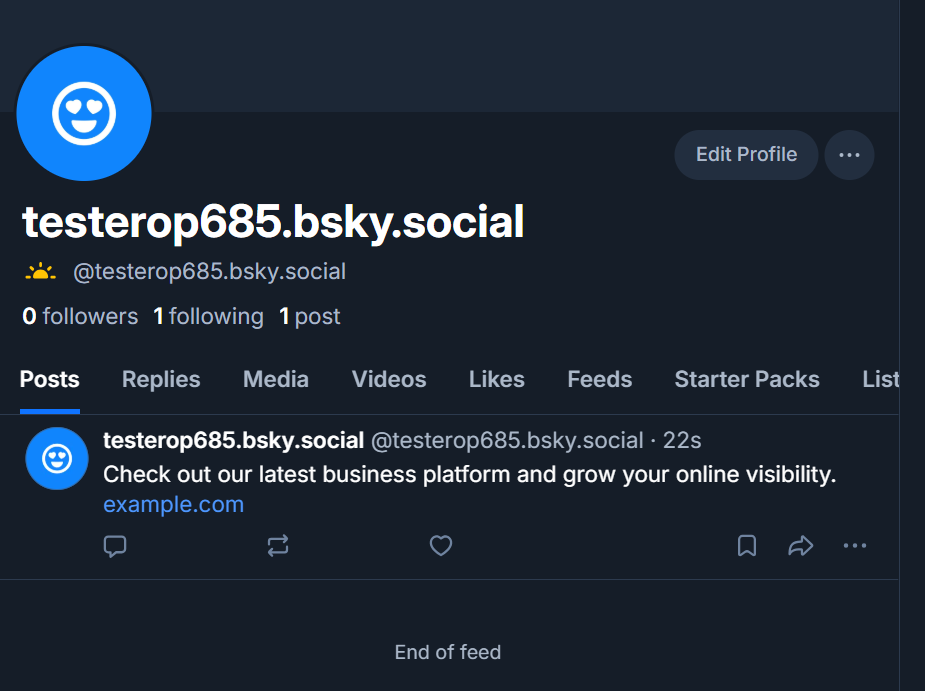 Edit Profile
testerop685.bsky.social
@testerop685.bsky.social
0 followers 1 following 1 post
Posts Replies Media Videos Likes Feeds Starter Packs List
testerop685.bsky.social @testerop685.bsky.social · 22s
Check out our latest business platform and grow your online visibility.
example.com
End of feed